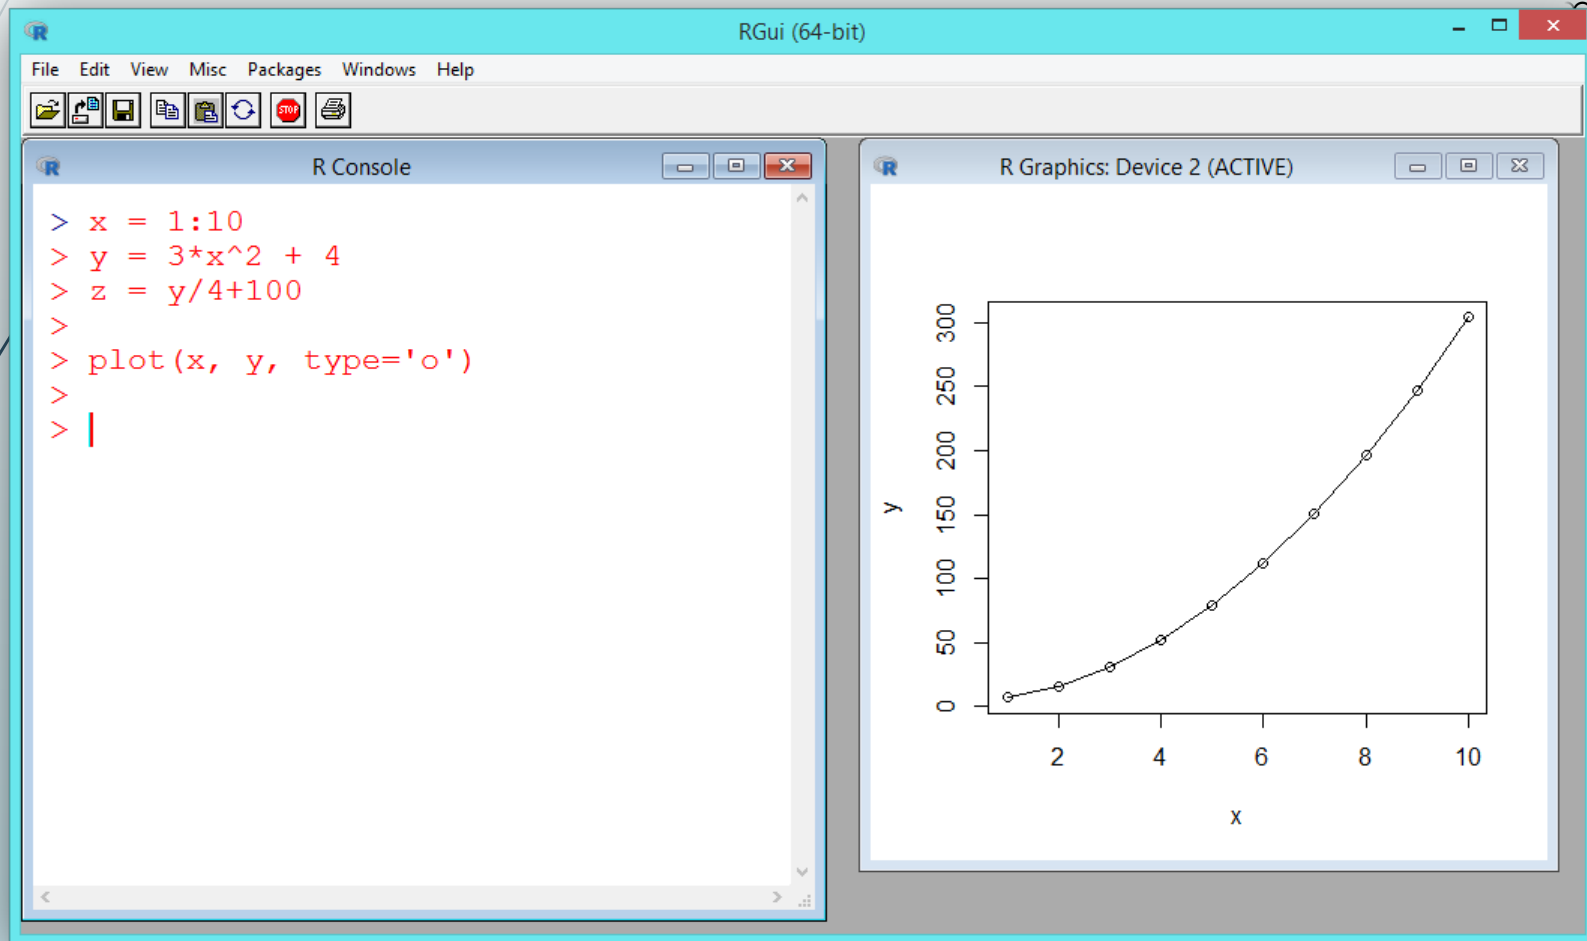 RGui (64-bit)
File Edit View Misc Packages Windows Help
STOP
R Console
> x = 1:10
> y = 3*x^2 + 4
> z = y/4+100
>
> plot(x, y, type='o')
>
>
R Graphics: Device 2 (ACTIVE)
300
250
200
150
100
50
0
y
2 4 6 8 10
x